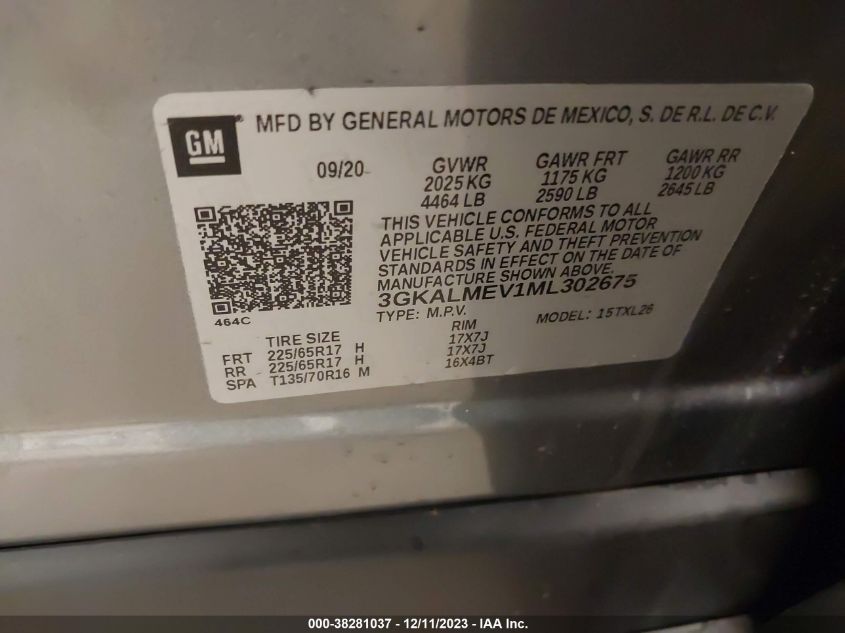 GM MFD BY GENERAL MOTORS DE MEXICO, S. DE R.L. DE C.V.
09/20 GVWR GAWR FRT GAWR RR
2025 KG 1175 KG 1200 KG
4464 LB 2590 LB 2645 LB
THIS VEHICLE CONFORMS TO ALL
APPLICABLE U.S. FEDERAL MOTOR
VEHICLE SAFETY AND THEFT PREVENTION
STANDARDS IN EFFECT ON THE DATE OF
MANUFACTURE SHOWN ABOVE.
3GKALMEV1ML302675
464C TYPE: M.P.V. MODEL: 15TXL26
TIRE SIZE RIM
FRT 225/65R17 H 17X7J
RR 225/65R17 H 17X7J
SPA T135/70R16 M 16X4BT
000-38281037 - 12/11/2023 - IAA Inc.